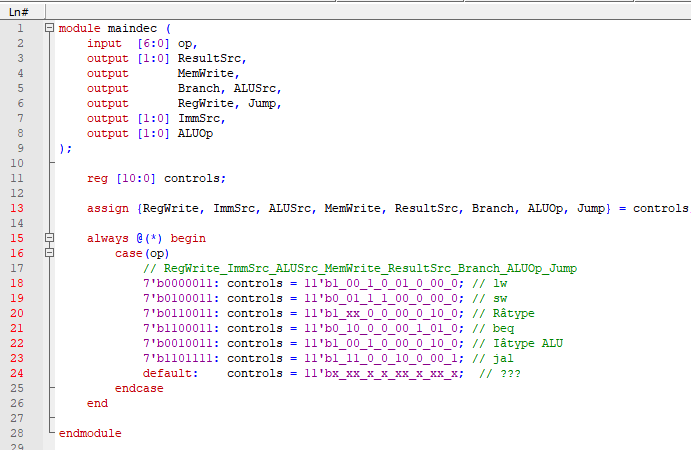 Ln#
1 module maindec (
2 input [6:0] op,
3 output [1:0] ResultSrc,
4 output MemWrite,
5 output Branch, ALUSrc,
6 output RegWrite, Jump,
7 output [1:0] ImmSrc,
8 output [1:0] ALUOp
9 );
10
11 reg [10:0] controls;
12
13 assign {RegWrite, ImmSrc, ALUSrc, MemWrite, ResultSrc, Branch, ALUOp, Jump} = controls
14
15 always @(*) begin
16 case(op)
17 // RegWrite_ImmSrc_ALUSrc_MemWrite_ResultSrc_Branch_ALUOp_Jump
18 7'b0000011: controls = 11'b1_00_1_0_01_0_00_0; // lw
19 7'b0100011: controls = 11'b0_01_1_1_00_0_00_0; // sw
20 7'b0110011: controls = 11'b1_xx_0_0_00_0_10_0; // Râtype
21 7'b1100011: controls = 11'b0_10_0_0_00_1_01_0; // beq
22 7'b0010011: controls = 11'b1_00_1_0_00_0_10_0; // Iâtype ALU
23 7'b1101111: controls = 11'b1_11_0_0_10_0_00_1; // jal
24 default: controls = 11'bx_xx_x_x_xx_x_xx_x; // ???
25 endcase
26 end
27
28 endmodule
29